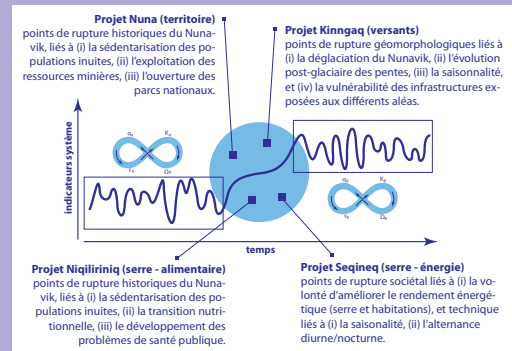 Projet Nuna (territoire)
points de rupture historiques du Nuna-
vik, liés à (i) la sédentarisation des po-
pulations inuites, (ii) l'exploitation des
ressources minières, (iii) l'ouverture des
parcs nationaux.
Projet Kinngaq (versants)
points de rupture géomorphologiques liés à
(i) la déglaciation du Nunavik, (ii) l'évolution
post-glaciaire des pentes, (iii) la saisonnalité,
et (iv) la vulnérabilité des infrastructures ex-
posées aux différents aléas.
indicateurs système
temps
Projet Niqiliriniq (serre - alimentaire)
points de rupture historiques du Nuna-
vik, liés à (i) la sédentarisation des po-
pulations inuites, (ii) la transition nutri-
tionnelle, (iii) le développement des
problèmes de santé publique.
Projet Seqineq (serre - énergie)
points de rupture sociétal liés à (i) la vo-
lonté d'améliorer le rendement énergé-
tique (serre et habitations), et technique
liés à (i) la saisonalité, (ii) l'alternance
diurne/nocturne.